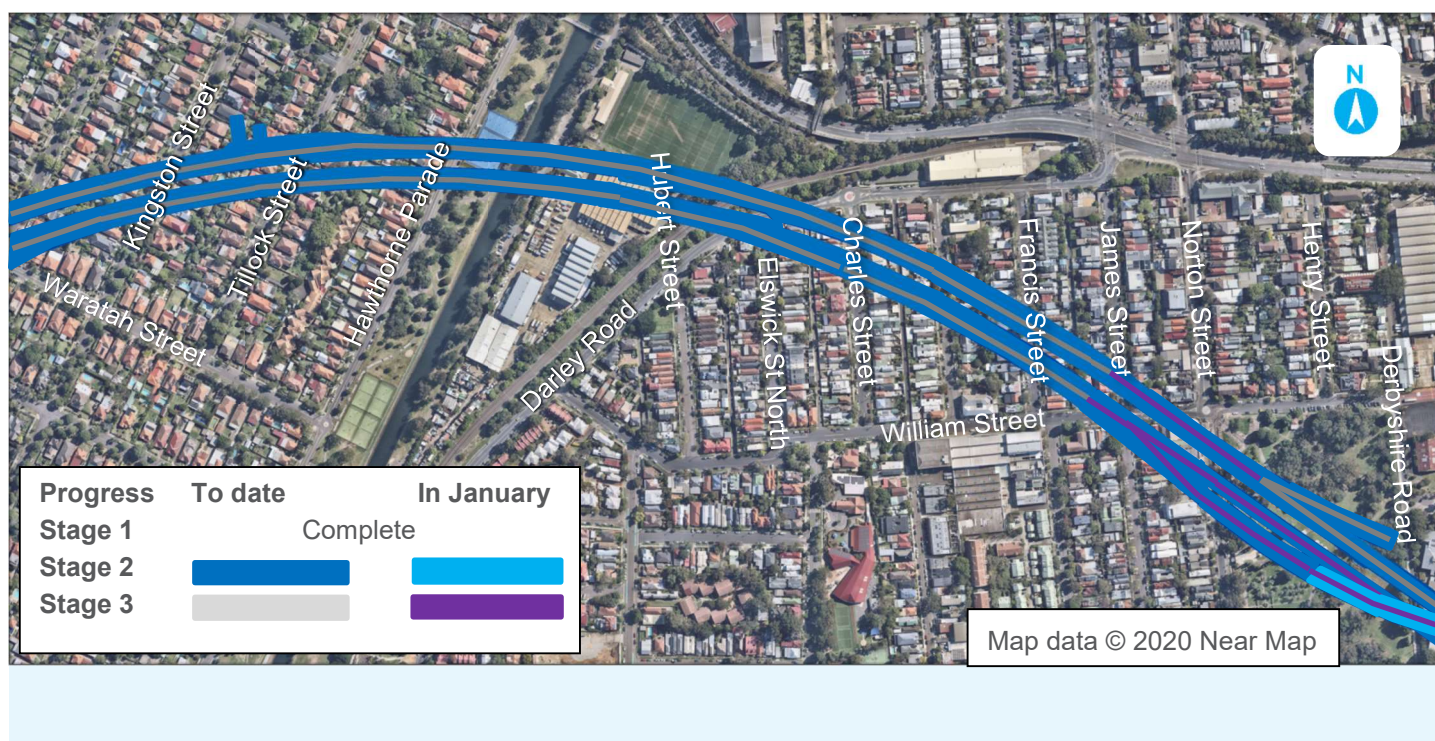 N
Kingston Street
Tillock Street
Hawthorne Parade
Waratah Street
Hubert Street
Darley Road
Elswick St North
Charles Street
William Street
Francis Street
James Street
Norton Street
Henry Street
Derbyshire Road
Progress To date In January
Stage 1 Complete
Stage 2
Stage 3
Map data © 2020 Near Map